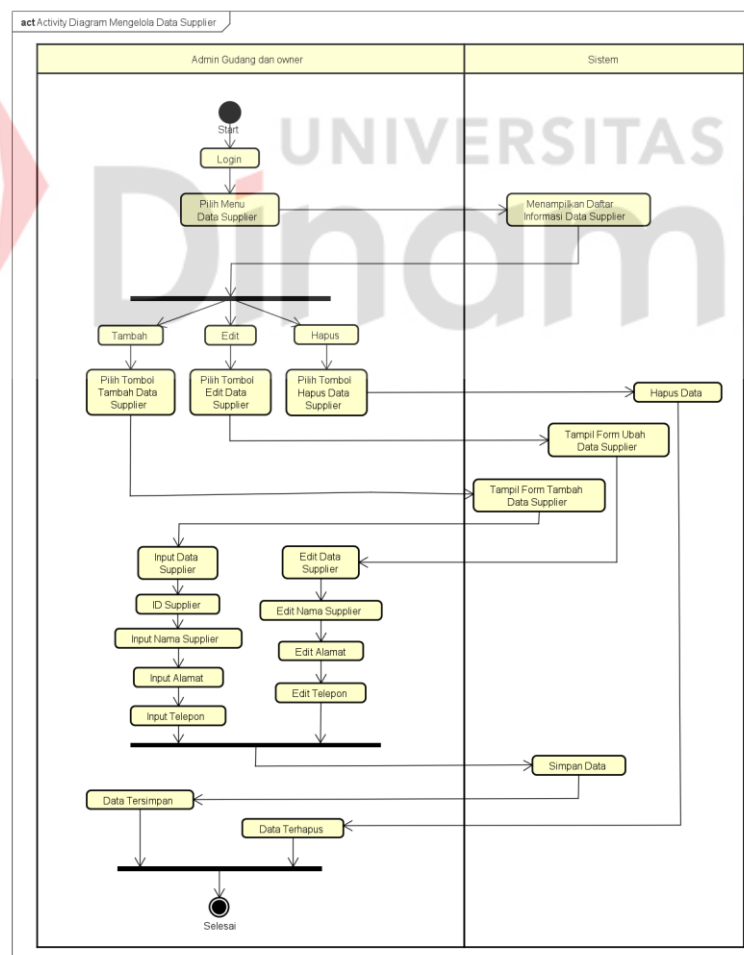 act Activity Diagram Mengelola Data Supplier
Admin Gudang dan owner
Sistem
UNIVERSITAS
Dinam
Start
Login
Pilih Menu
Data Supplier
Menampilkan Daftar
Informasi Data Supplier
Tambah
Edit
Hapus
Pilih Tombol
Tambah Data
Supplier
Pilih Tombol
Edit Data
Supplier
Pilih Tombol
Hapus Data
Supplier
Hapus Data
Tampil Form Ubah
Data Supplier
Tampil Form Tambah
Data Supplier
Input Data
Supplier
Edit Data
Supplier
ID Supplier
Edit Nama Supplier
Input Nama Supplier
Edit Alamat
Input Alamat
Edit Telepon
Input Telepon
Simpan Data
Data Tersimpan
Data Terhapus
Selesai